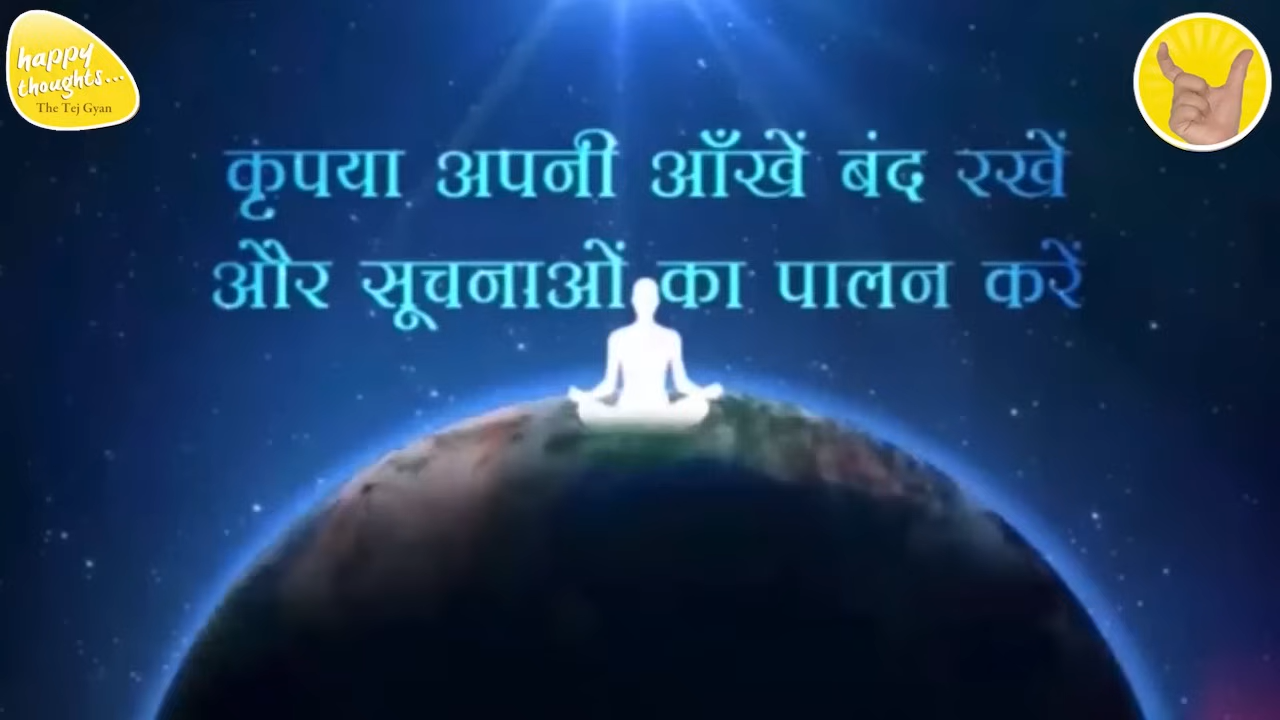 happy
thoughts...
The Tej Gyan
कृपया अपनी आँखें बंद रखें
और सूचनाओं का पालन करें